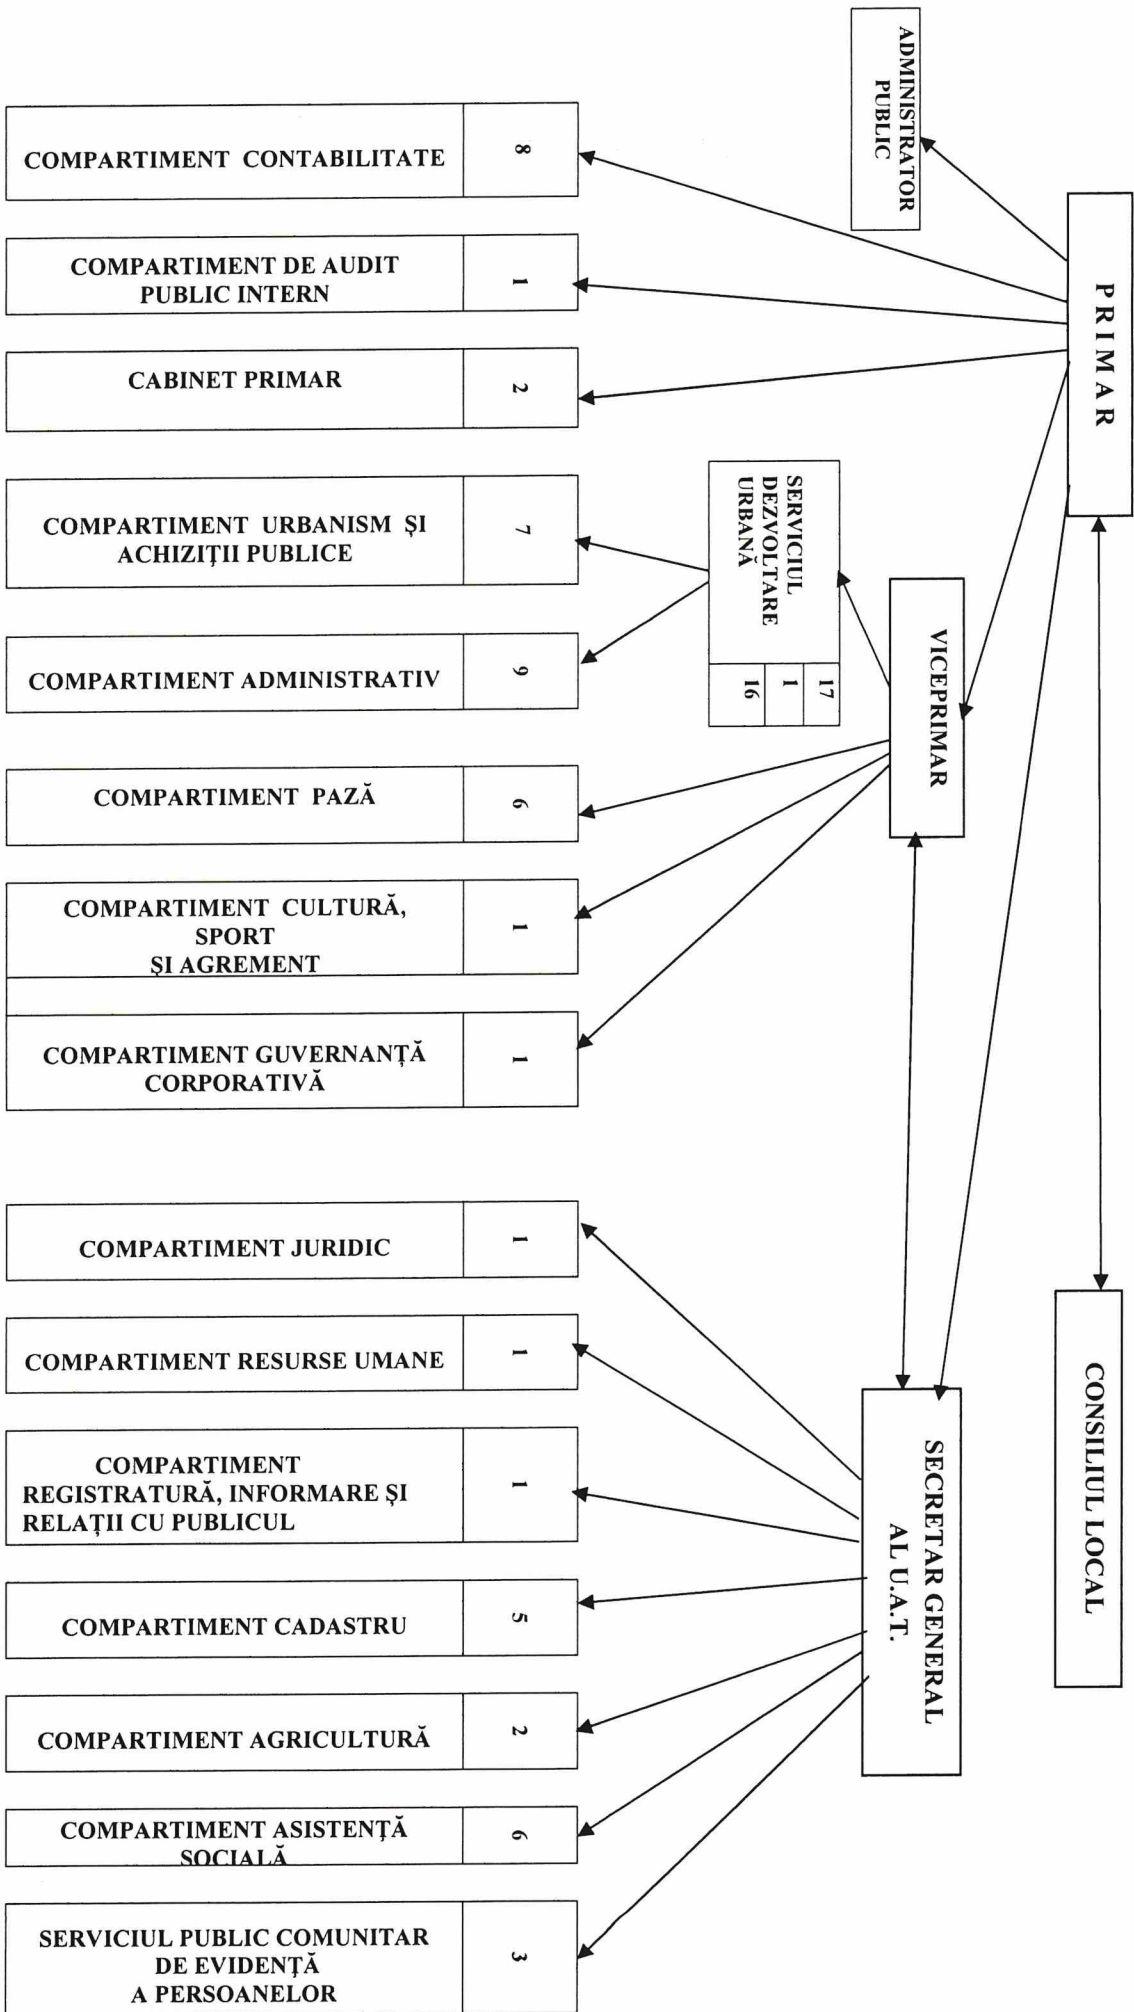 PRIMAR
CONSILIUL LOCAL
ADMINISTRATOR
PUBLIC
VICEPRIMAR
SECRETAR GENERAL
AL U.A.T.
SERVICIUL
DEZVOLTARE
URBANĂ
17
1
16
COMPARTIMENT CONTABILITATE
8
COMPARTIMENT DE AUDIT
PUBLIC INTERN
1
CABINET PRIMAR
2
COMPARTIMENT URBANISM ȘI
ACHIZIȚII PUBLICE
7
COMPARTIMENT ADMINISTRATIV
9
COMPARTIMENT PAZĂ
6
COMPARTIMENT CULTURĂ,
SPORT
ȘI AGREMENT
1
COMPARTIMENT GUVERNANȚĂ
CORPORATIVĂ
1
COMPARTIMENT JURIDIC
1
COMPARTIMENT RESURSE UMANE
1
COMPARTIMENT
REGISTRATURĂ, INFORMARE ȘI
RELAȚII CU PUBLICUL
1
COMPARTIMENT CADASTRU
5
COMPARTIMENT AGRICULTURĂ
2
COMPARTIMENT ASISTENȚĂ
SOCIALĂ
6
SERVICIUL PUBLIC COMUNITAR
DE EVIDENȚĂ
A PERSOANELOR
3